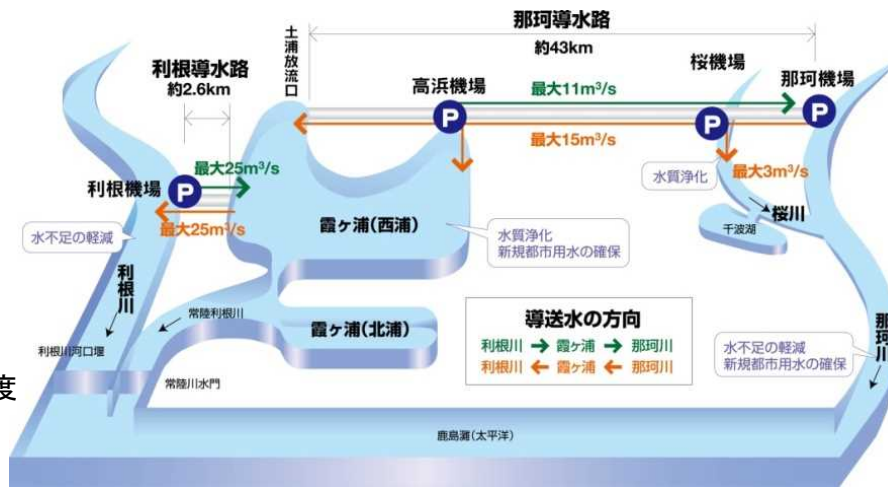 那珂導水路
約43km
土浦放流口
利根導水路
約2.6km
高浜機場
桜機場
那珂機場
最大11m³/s
最大15m³/s
最大25m³/s
利根機場
P
P
P
P
最大25m³/s
水質浄化
最大3m³/s
桜川
千波湖
水不足の軽減
霞ヶ浦(西浦)
水質浄化
新規都市用水の確保
利根川
常陸利根川
霞ヶ浦(北浦)
導送水の方向
利根川 → 霞ヶ浦 → 那珂川
利根川 ← 霞ヶ浦 ← 那珂川
那珂川
水不足の軽減
新規都市用水の確保
利根川河口堰
常陸川水門
度
鹿島灘(太平洋)